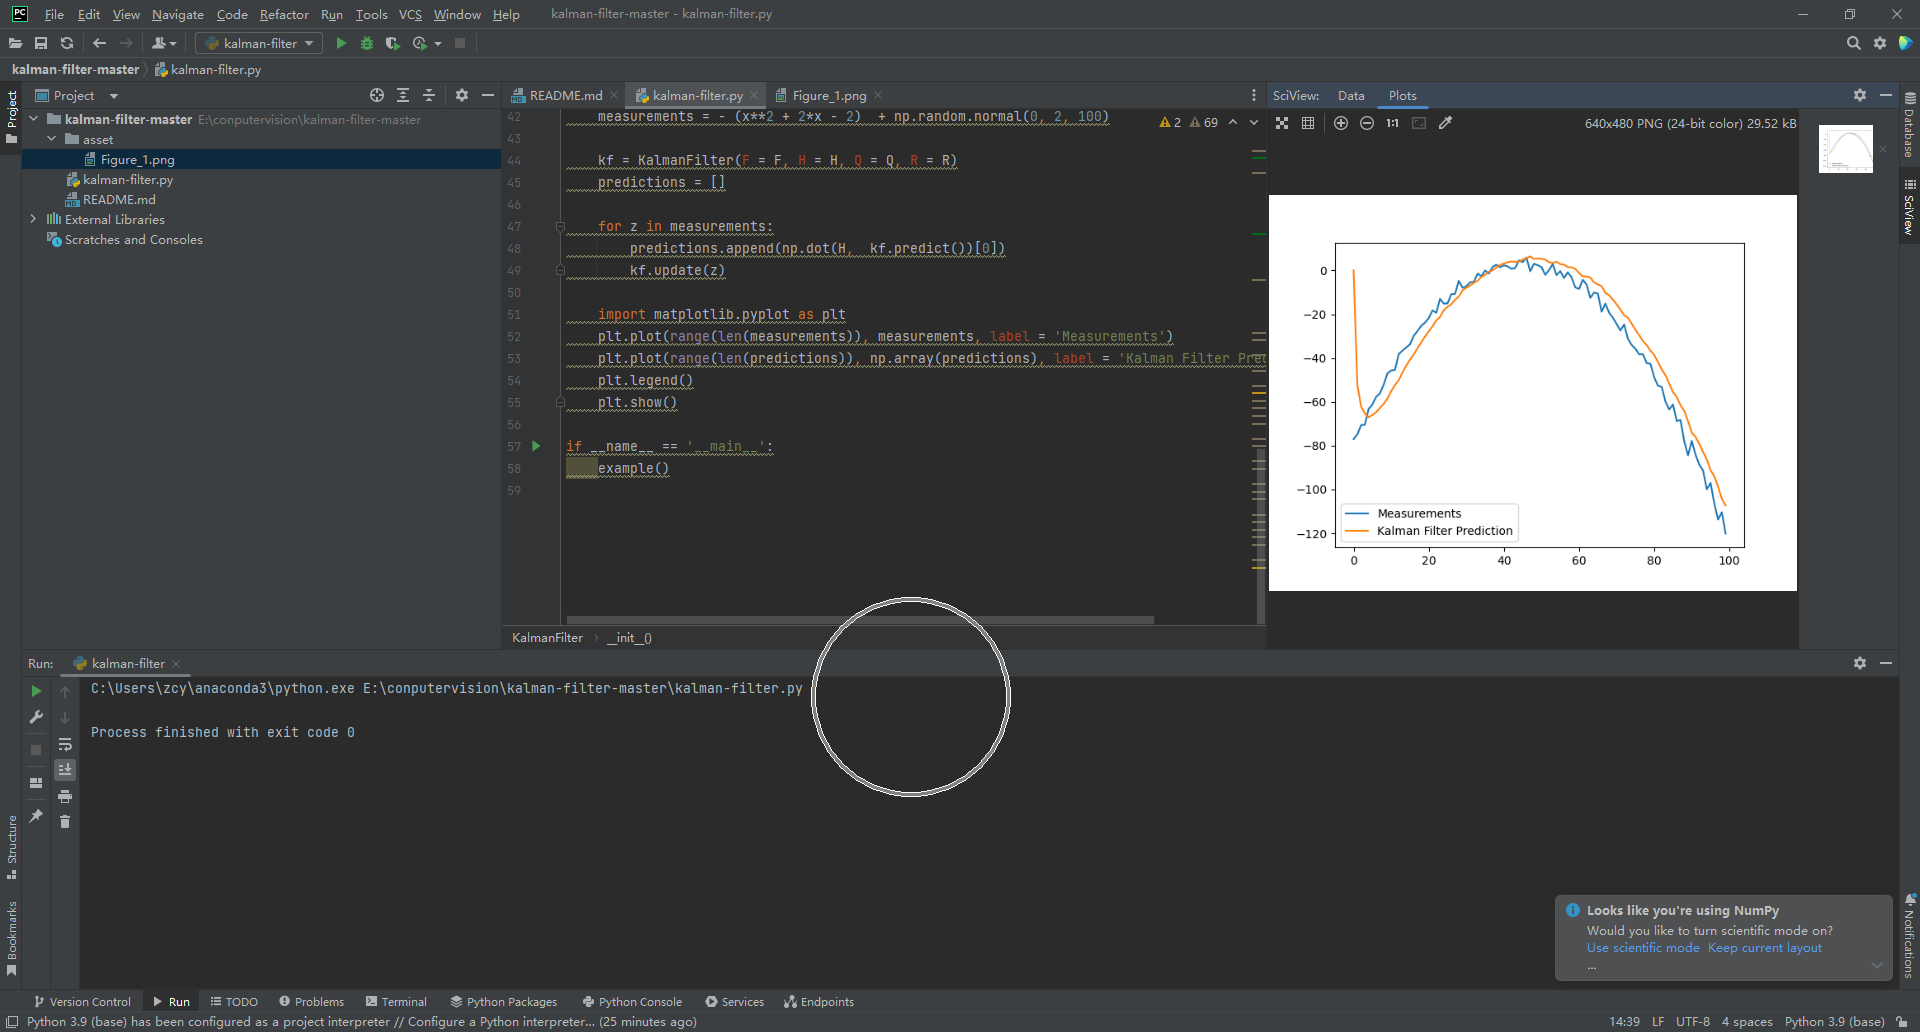 PC File Edit View Navigate Code Refactor Run Tools VCS Window Help kalman-filter-master - kalman-filter.py
kalman-filter
kalman-filter-master kalman-filter.py
Project
Project
kalman-filter-master E:\conputervision\kalman-filter-master
asset
Figure_1.png
kalman-filter.py
README.md
External Libraries
Scratches and Consoles
README.md kalman-filter.py Figure_1.png
2 69
42 measurements = - (x**2 + 2*x - 2)  + np.random.normal(0, 2, 100)
43
44 kf = KalmanFilter(F = F, H = H, Q = Q, R = R)
45 predictions = []
46
47 for z in measurements:
48 predictions.append(np.dot(H,  kf.predict())[0])
49 kf.update(z)
50
51 import matplotlib.pyplot as plt
52 plt.plot(range(len(measurements)), measurements, label = 'Measurements')
53 plt.plot(range(len(predictions)), np.array(predictions), label = 'Kalman Filter Pre
54 plt.legend()
55 plt.show()
56
57 if __name__ == '__main__':
58 example()
59
KalmanFilter __init__()
SciView: Data Plots
1:1 640x480 PNG (24-bit color) 29.52 kB
0
−20
−40
−60
−80
−100
−120
0 20 40 60 80 100
Measurements
Kalman Filter Prediction
Database
SciView
Run: kalman-filter
C:\Users\zcy\anaconda3\python.exe E:\conputervision\kalman-filter-master\kalman-filter.py
Process finished with exit code 0
Structure
Bookmarks
Looks like you're using NumPy
Would you like to turn scientific mode on?
Use scientific mode Keep current layout
...
Notifications
Version Control Run TODO Problems Terminal Python Packages Python Console Services Endpoints
Python 3.9 (base) has been configured as a project interpreter // Configure a Python interpreter... (25 minutes ago)
14:39 LF UTF-8 4 spaces Python 3.9 (base)